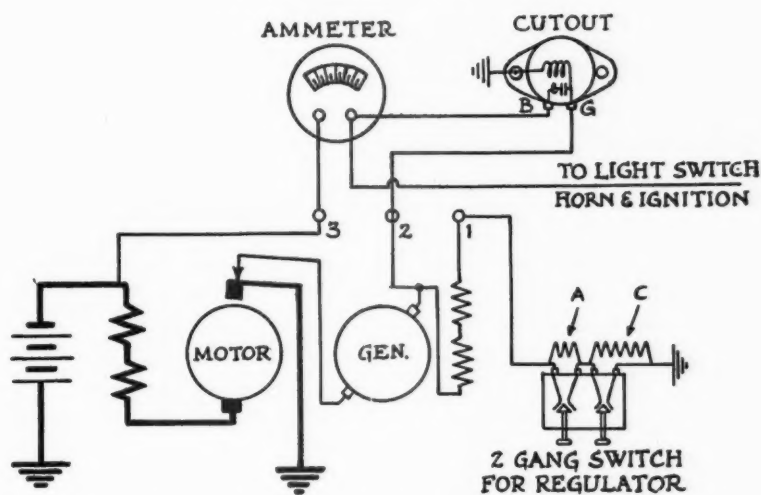 AMMETER
CUTOUT
B
G
TO LIGHT SWITCH
HORN & IGNITION
3
2
1
A
C
MOTOR
GEN.
2 GANG SWITCH
FOR REGULATOR